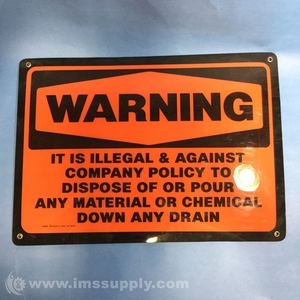 WARNING
IT IS ILLEGAL & AGAINST
COMPANY POLICY TO
DISPOSE OF OR POUR
ANY MATERIAL OR CHEMICAL
DOWN ANY DRAIN
© www.imssupply.com